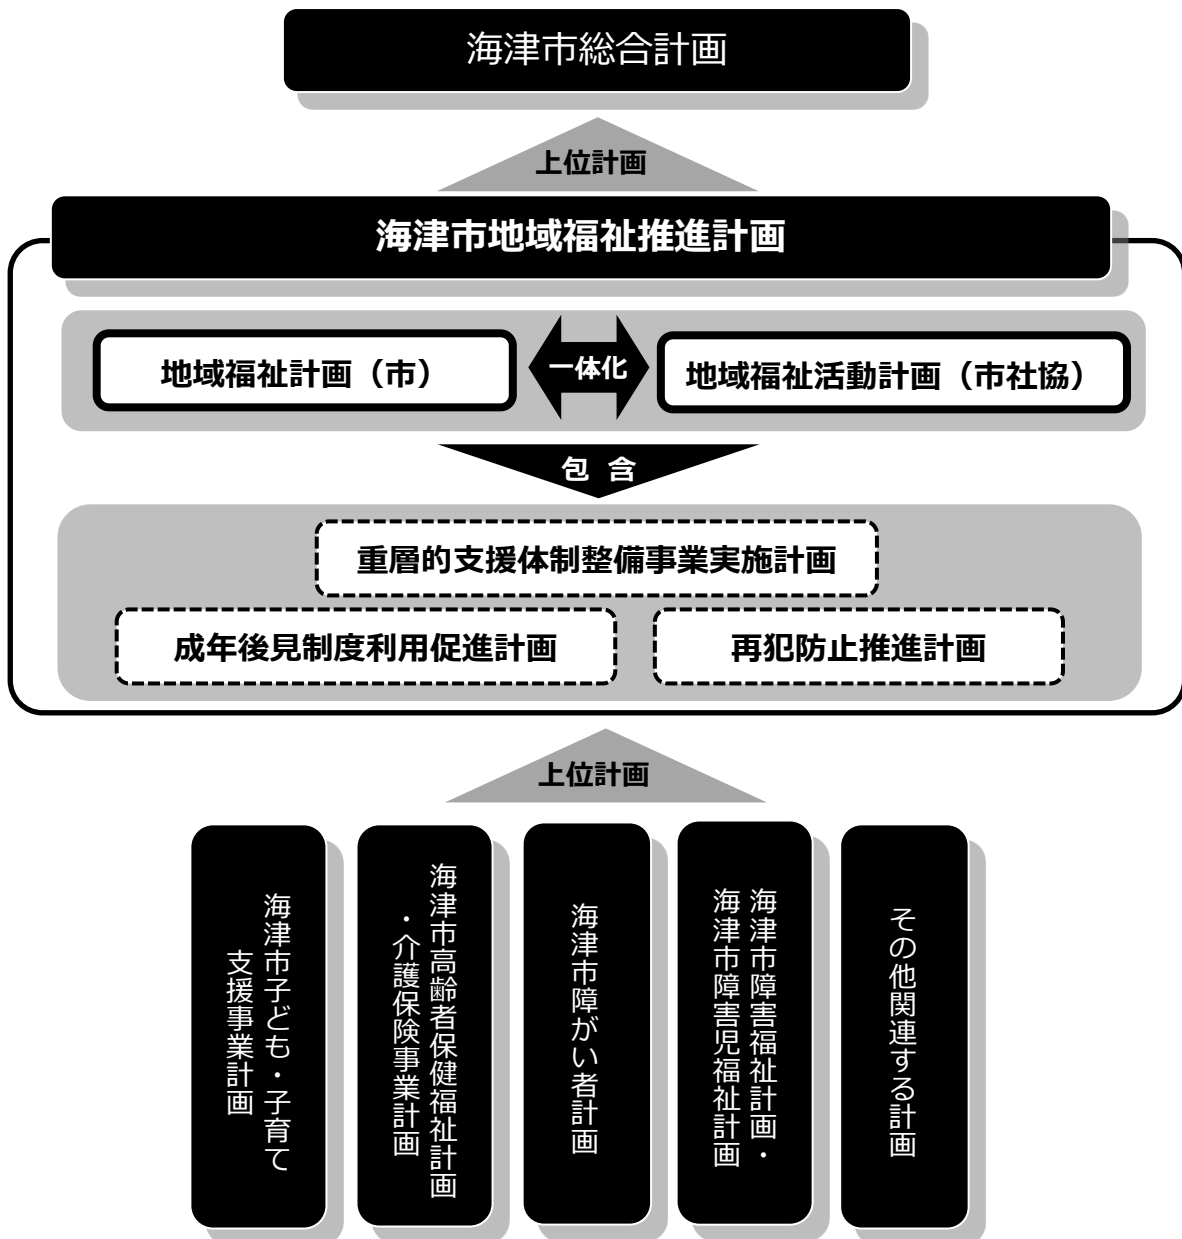 海津市総合計画
上位計画
海津市地域福祉推進計画
地域福祉計画（市）
一体化
地域福祉活動計画（市社協）
包 含
重層的支援体制整備事業実施計画
成年後見制度利用促進計画
再犯防止推進計画
上位計画
海津市子ども・子育て
支援事業計画
海津市高齢者保健福祉計画
・介護保険事業計画
海津市障がい者計画
海津市障害福祉計画・
海津市障害児福祉計画
その他関連する計画